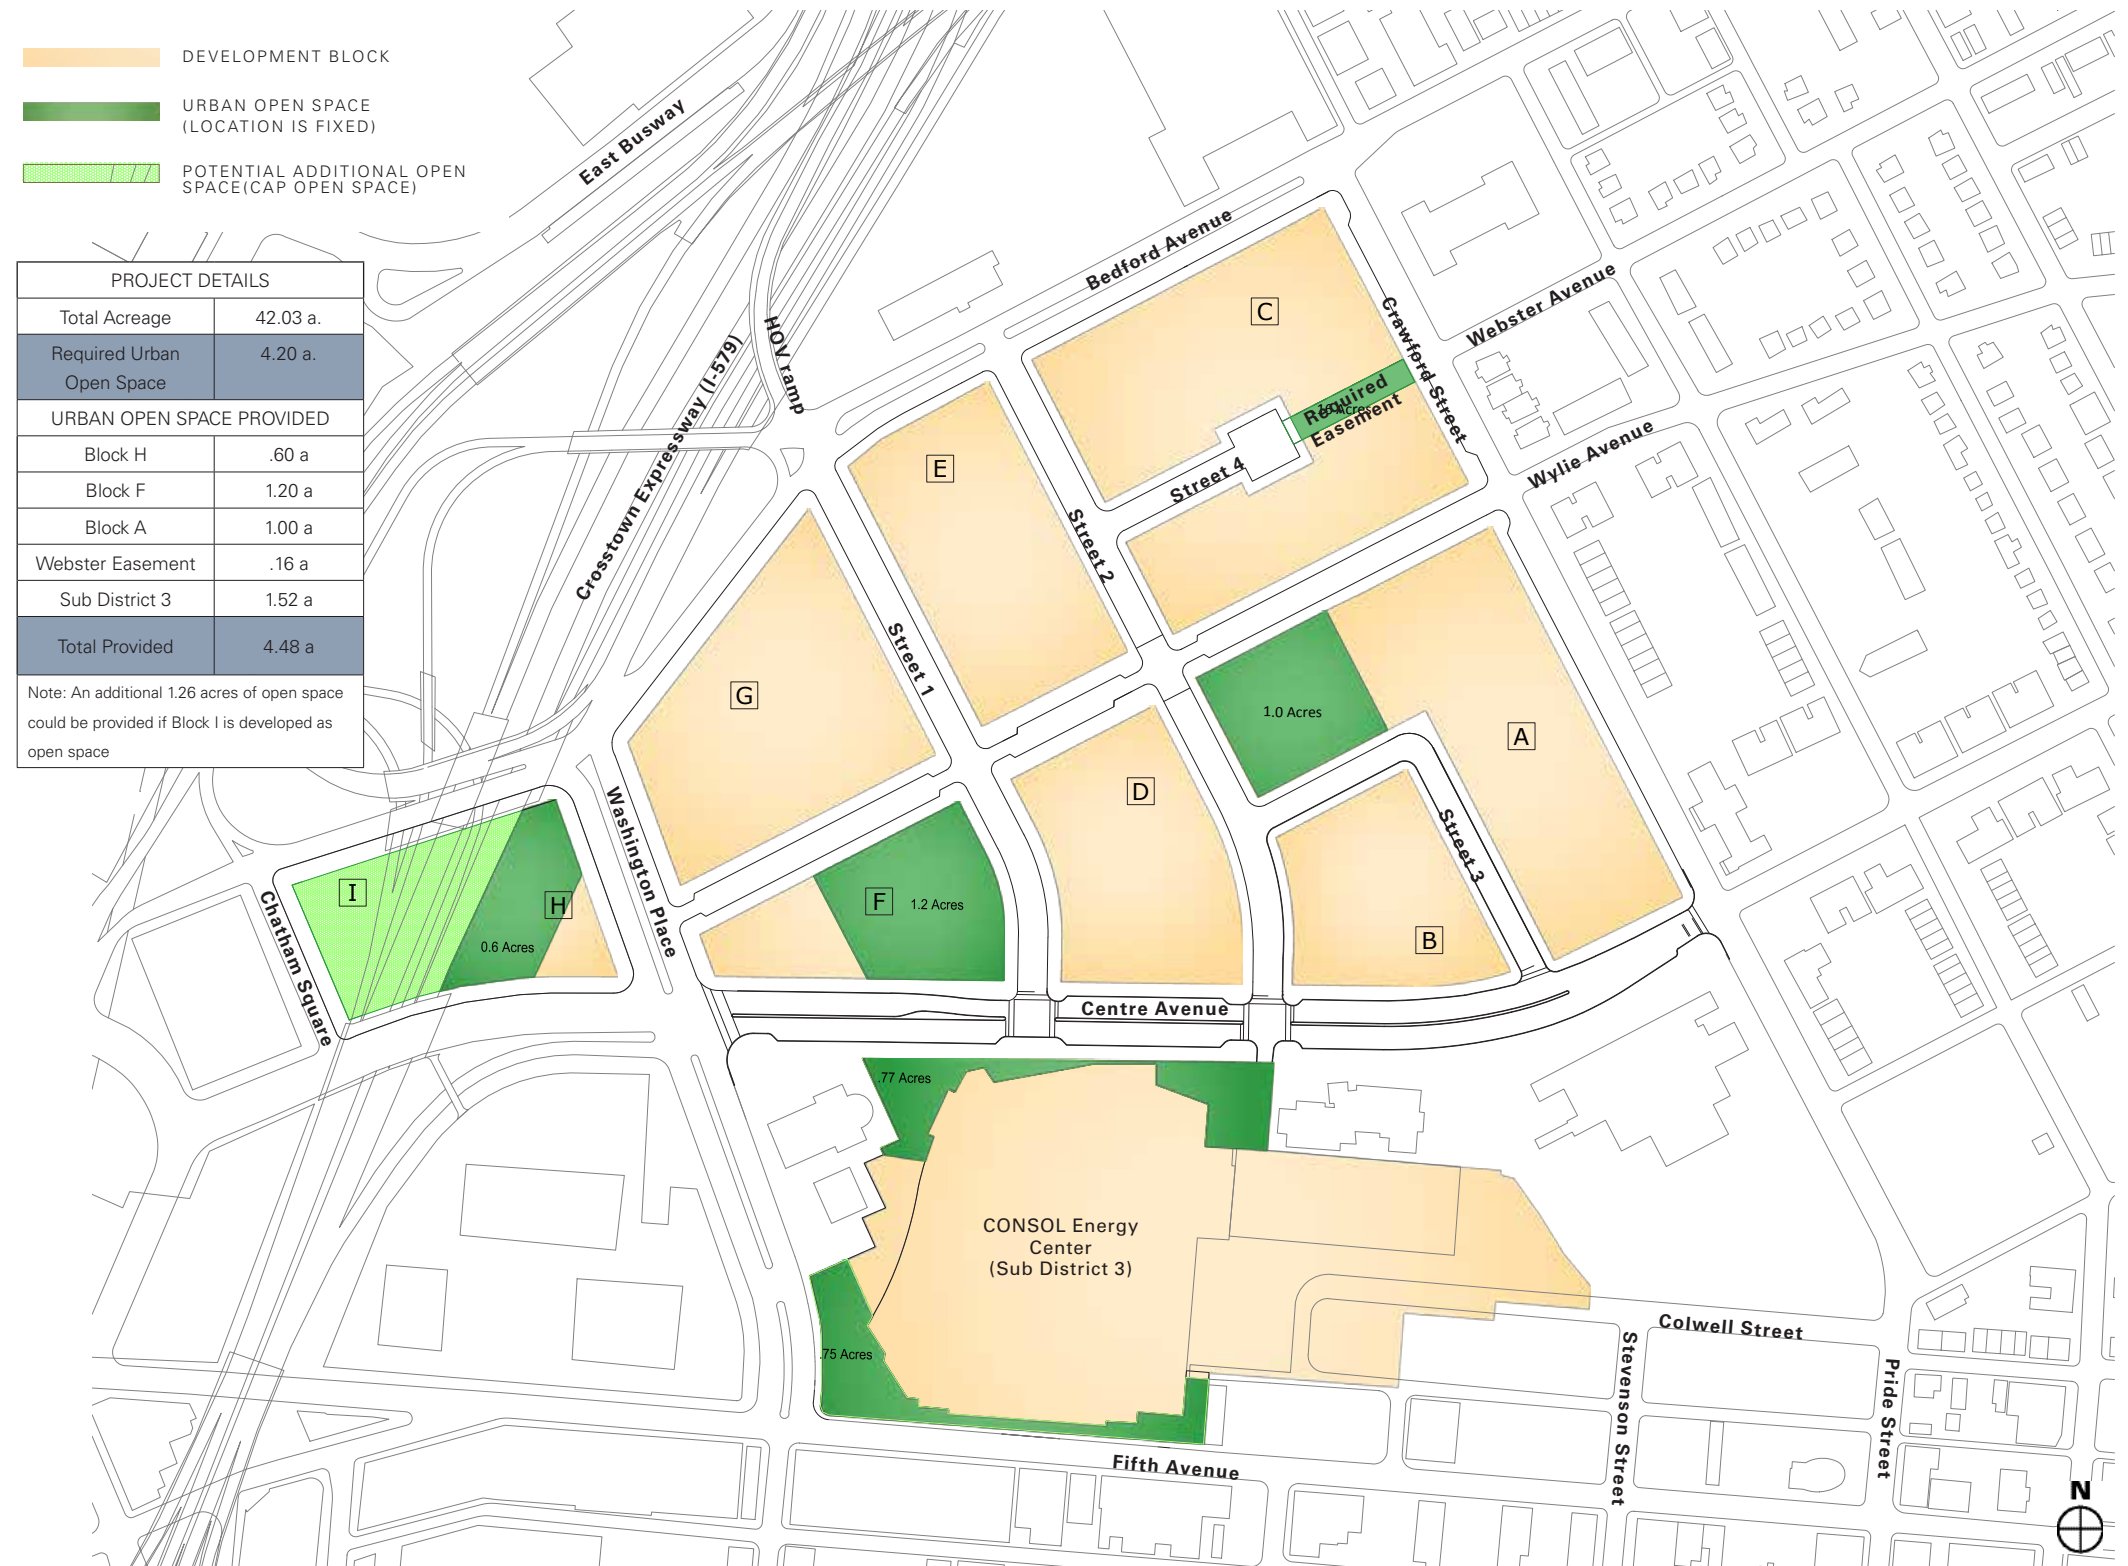 DEVELOPMENT BLOCK
URBAN OPEN SPACE
(LOCATION IS FIXED)
POTENTIAL ADDITIONAL OPEN
SPACE(CAP OPEN SPACE)
PROJECT DETAILS
Total Acreage 42.03 a.
Required Urban
Open Space 4.20 a.
URBAN OPEN SPACE PROVIDED
Block H .60 a
Block F 1.20 a
Block A 1.00 a
Webster Easement .16 a
Sub District 3 1.52 a
Total Provided 4.48 a
Note: An additional 1.26 acres of open space
could be provided if Block I is developed as
open space
East Busway
Bedford Avenue
HOV ramp
Crosstown Expressway (I-579)
Crawford Street
Webster Avenue
Wylie Avenue
C
Required
.16 Acres
Easement
Street 4
E
Street 2
Street 1
G
1.0 Acres
A
D
Street 3
B
Washington Place
F
1.2 Acres
I
H
0.6 Acres
Chatham Square
Centre Avenue
.77 Acres
CONSOL Energy
Center
(Sub District 3)
.75 Acres
Colwell Street
Stevenson Street
Pride Street
Fifth Avenue
N